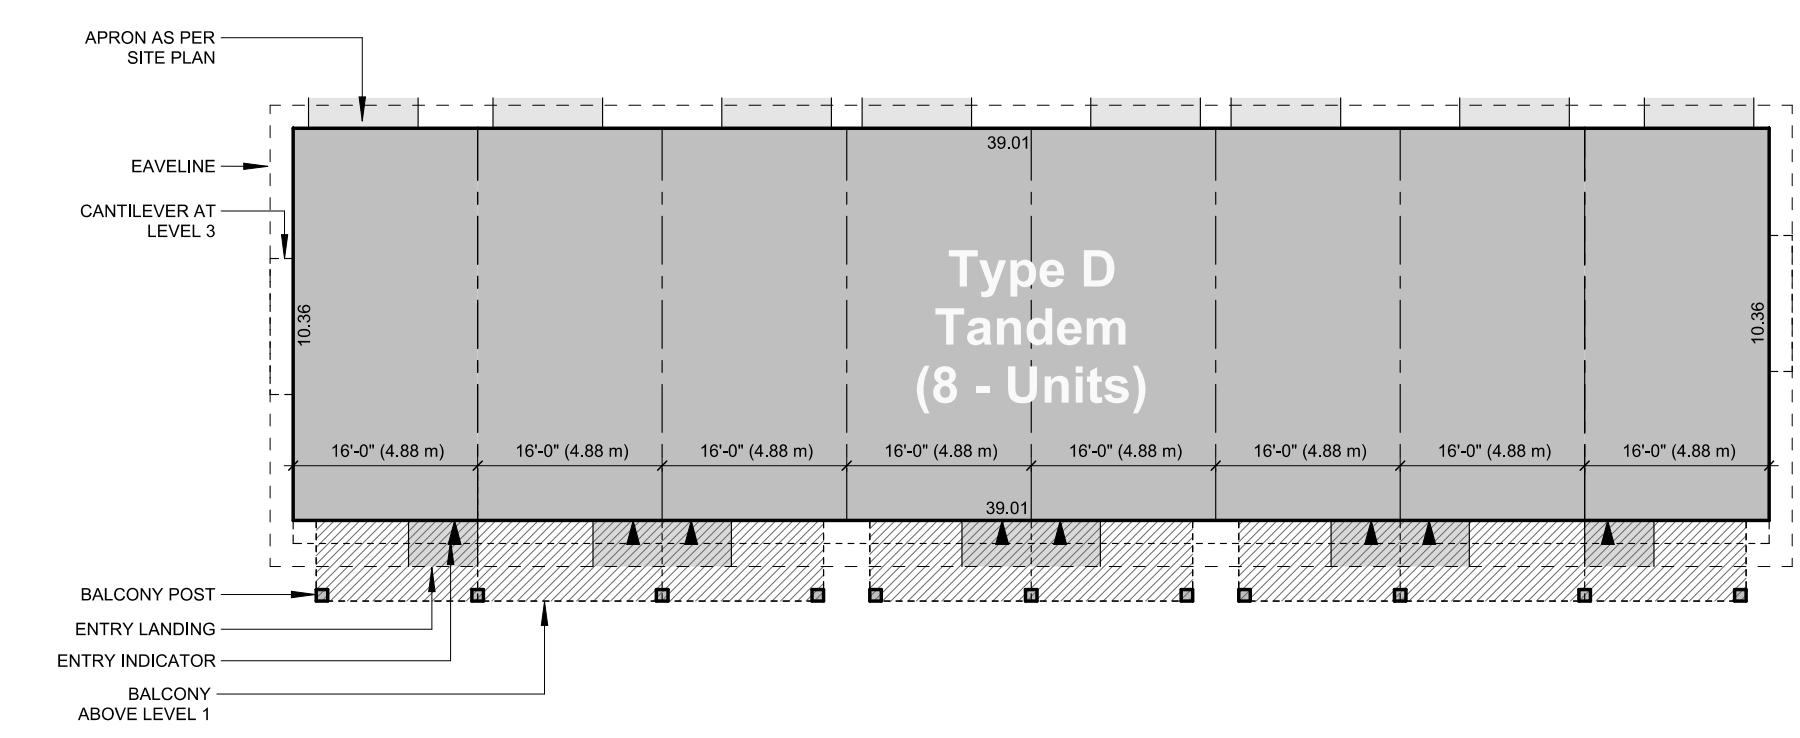 APRON AS PER
SITE PLAN
39.01
EAVELINE
CANTILEVER AT
LEVEL 3
Type D
Tandem
(8 - Units)
10.36
10.36
16'-0" (4.88 m)
16'-0" (4.88 m)
16'-0" (4.88 m)
16'-0" (4.88 m)
16'-0" (4.88 m)
16'-0" (4.88 m)
16'-0" (4.88 m)
16'-0" (4.88 m)
39.01
BALCONY POST
ENTRY LANDING
ENTRY INDICATOR
BALCONY
ABOVE LEVEL 1